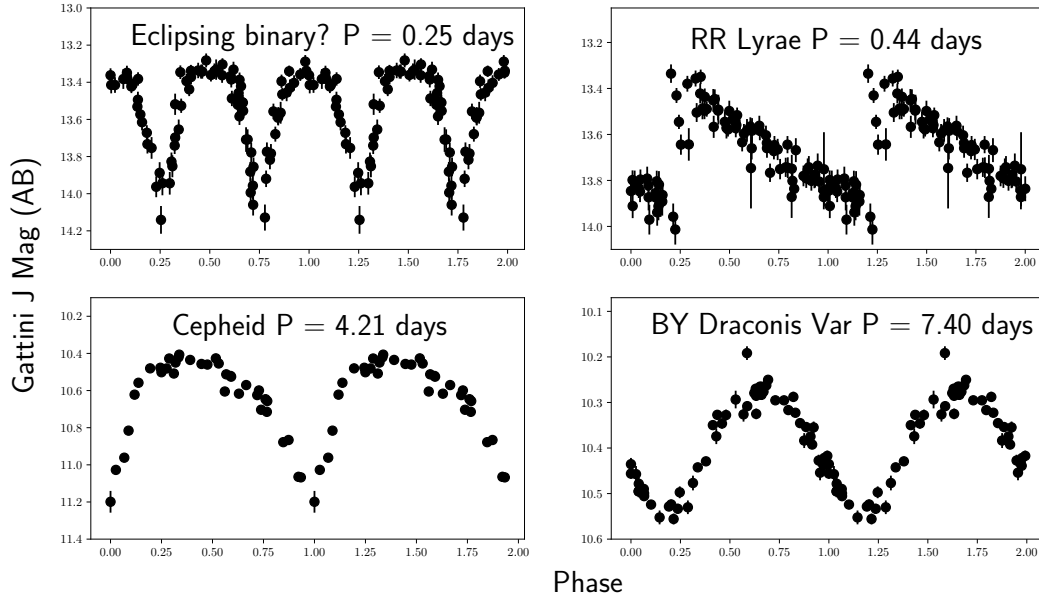 Eclipsing binary? P = 0.25 days
13.0
13.2
13.4
13.6
13.8
14.0
14.2
0.00 0.25 0.50 0.75 1.00 1.25 1.50 1.75 2.00
RR Lyrae P = 0.44 days
13.2
13.4
13.6
13.8
14.0
0.00 0.25 0.50 0.75 1.00 1.25 1.50 1.75 2.00
Gattini J Mag (AB)
Cepheid P = 4.21 days
10.2
10.4
10.6
10.8
11.0
11.2
11.4
0.00 0.25 0.50 0.75 1.00 1.25 1.50 1.75 2.00
BY Draconis Var P = 7.40 days
10.1
10.2
10.3
10.4
10.5
10.6
0.00 0.25 0.50 0.75 1.00 1.25 1.50 1.75 2.00
Phase